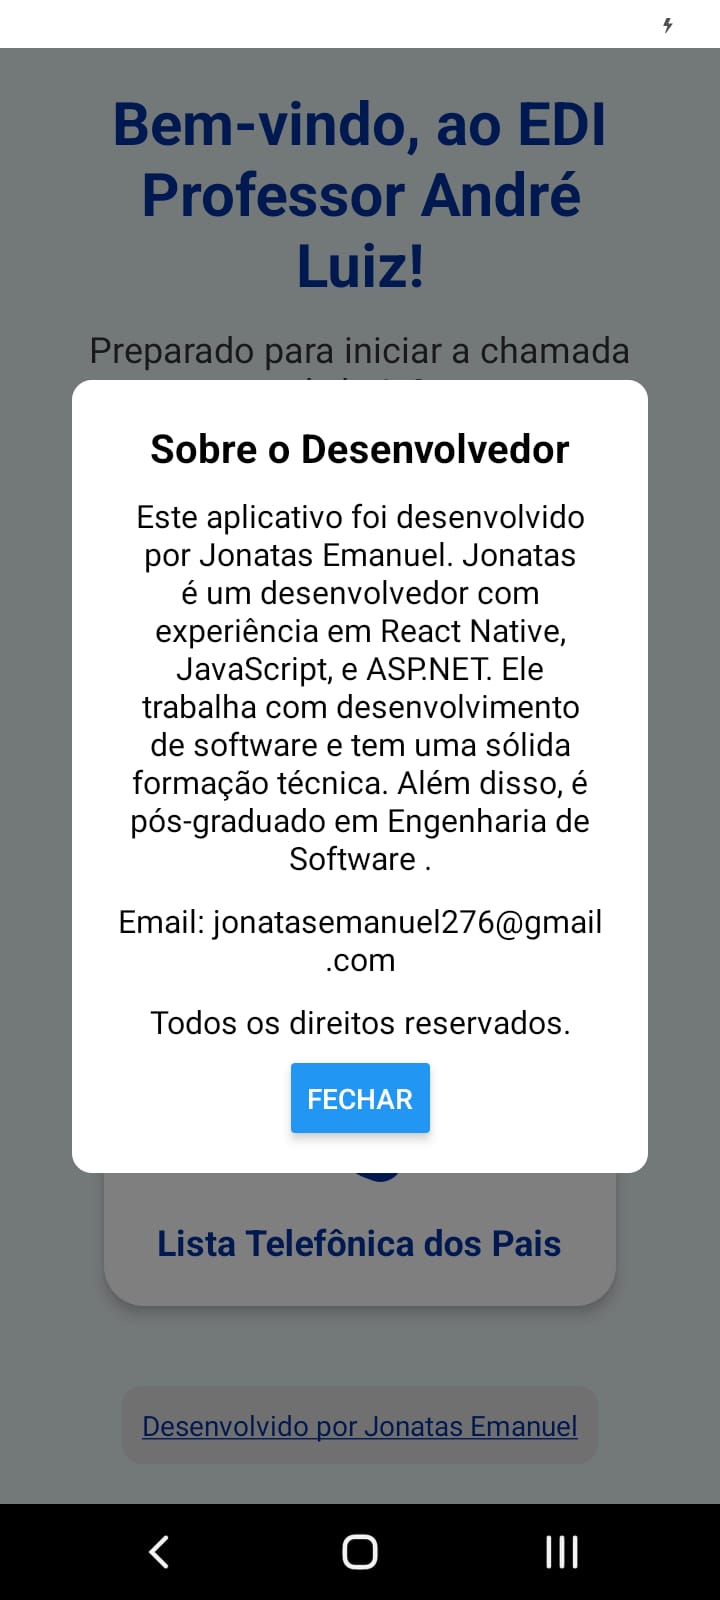 Bem-vindo, ao EDI
Professor André
Luiz!
Preparado para iniciar a chamada
Sobre o Desenvolvedor
Este aplicativo foi desenvolvido
por Jonatas Emanuel. Jonatas
é um desenvolvedor com
experiência em React Native,
JavaScript, e ASP.NET. Ele
trabalha com desenvolvimento
de software e tem uma sólida
formação técnica. Além disso, é
pós-graduado em Engenharia de
Software .
Email: jonatasemanuel276@gmail
.com
Todos os direitos reservados.
FECHAR
Lista Telefônica dos Pais
Desenvolvido por Jonatas Emanuel